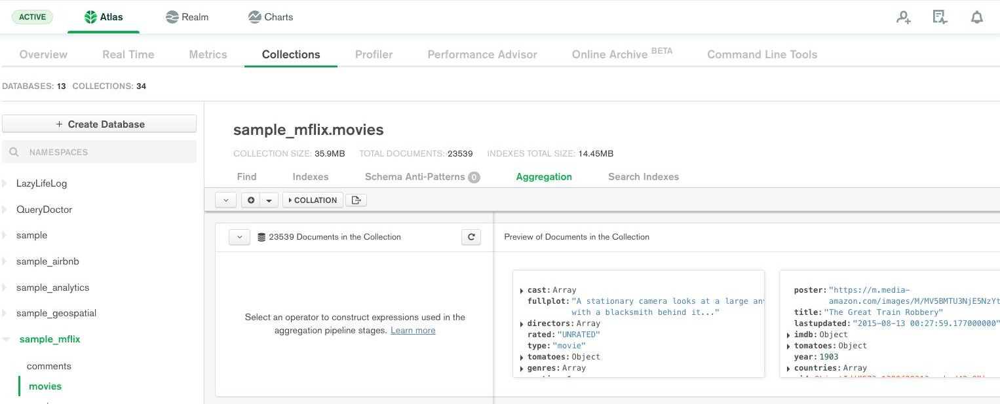 ACTIVE Atlas Realm Charts
Overview Real Time Metrics Collections Profiler Performance Advisor Online Archive BETA Command Line Tools
DATABASES: 13 COLLECTIONS: 34
+ Create Database
NAMESPACES
LazyLifeLog
QueryDoctor
sample
sample_airbnb
sample_analytics
sample_geospatial
sample_mflix
comments
movies
sample_mflix.movies
COLLECTION SIZE: 35.9MB TOTAL DOCUMENTS: 23539 INDEXES TOTAL SIZE: 14.45MB
Find Indexes Schema Anti-Patterns 0 Aggregation Search Indexes
COLLATION
23539 Documents in the Collection
Select an operator to construct expressions used in the
aggregation pipeline stages. Learn more
Preview of Documents in the Collection
cast: Array
fullplot: "A stationary camera looks at a large
with a blacksmith behind it..."
directors: Array
rated: "UNRATED"
type: "movie"
tomatoes: Object
genres: Array
poster: "https://m.media-
amazon.com/images/M/MV5BMTU3NjE5NzYt
title: "The Great Train Robbery"
lastupdated: "2015-08-13 00:27:59.177000000"
imdb: Object
tomatoes: Object
year: 1903
countries: Array